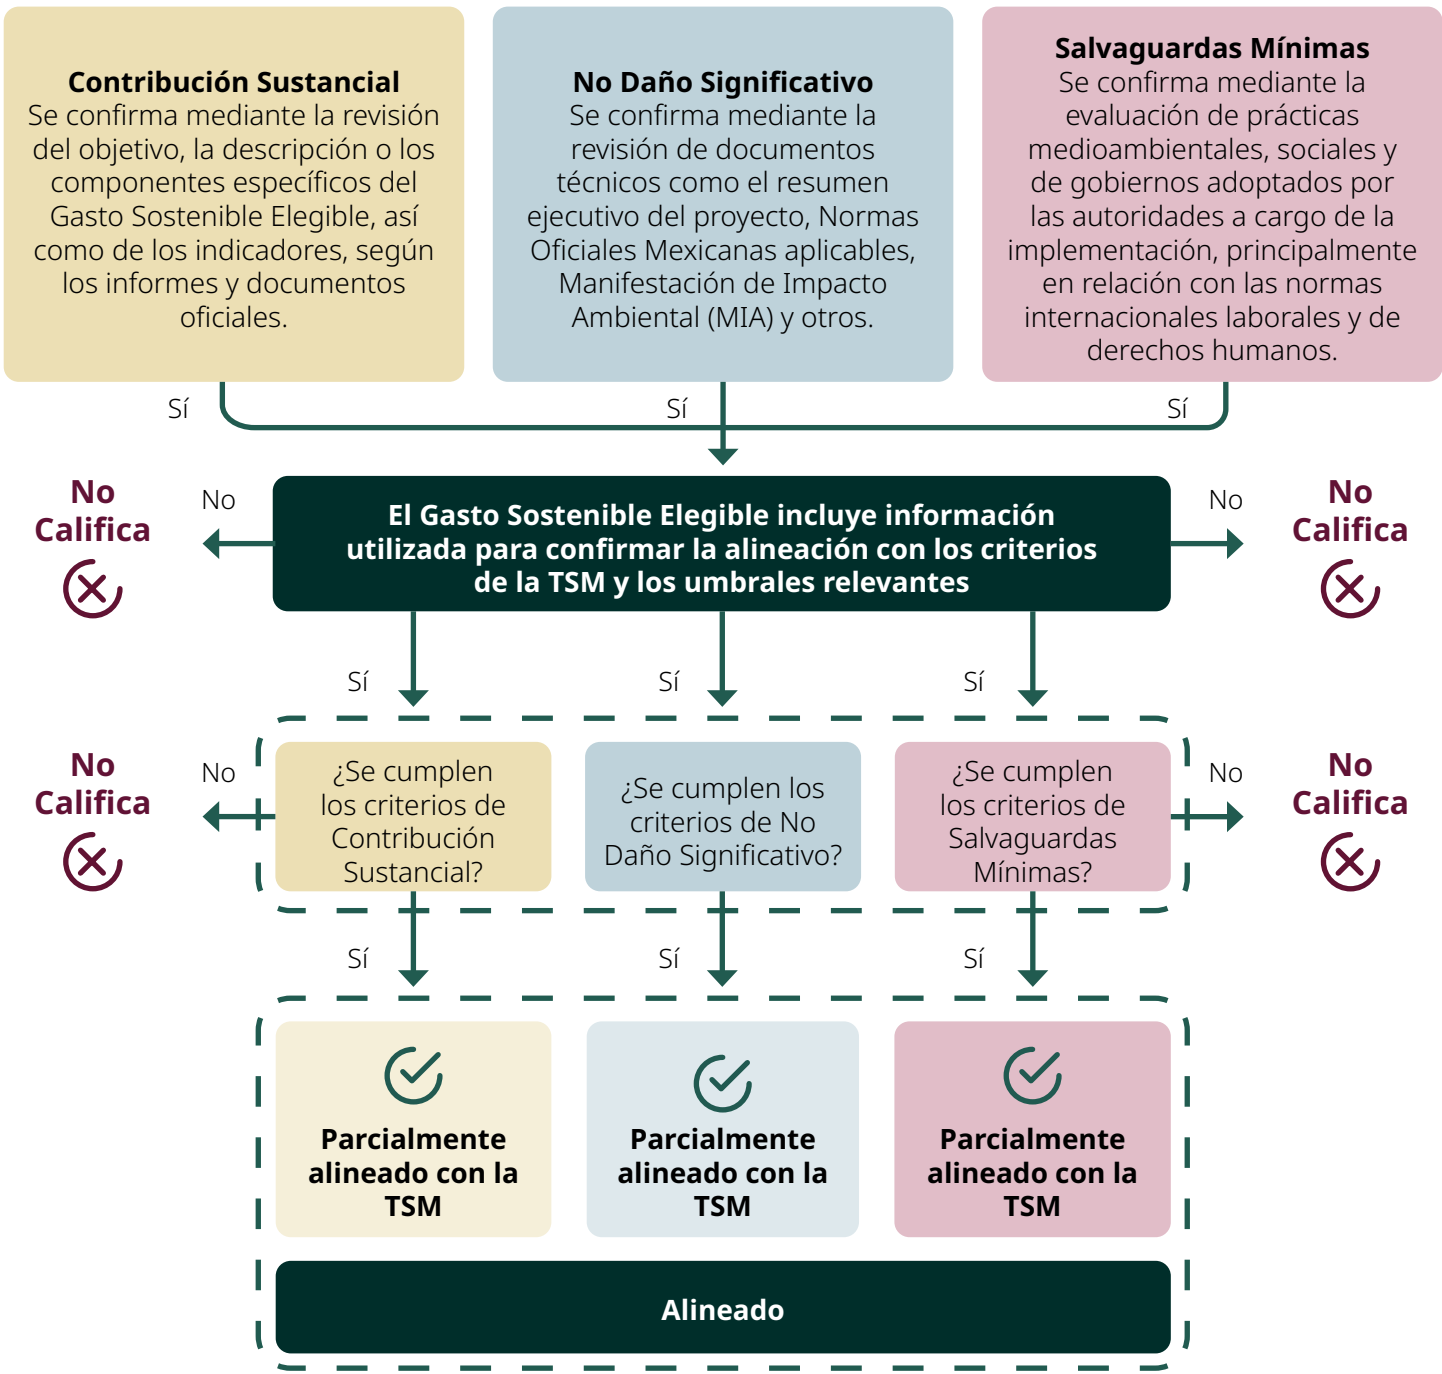 Contribución Sustancial
Se confirma mediante la revisión
del objetivo, la descripción o los
componentes específicos del
Gasto Sostenible Elegible, así
como de los indicadores, según
los informes y documentos
oficiales.
No Daño Significativo
Se confirma mediante la
revisión de documentos
técnicos como el resumen
ejecutivo del proyecto, Normas
Oficiales Mexicanas aplicables,
Manifestación de Impacto
Ambiental (MIA) y otros.
Salvaguardas Mínimas
Se confirma mediante la
evaluación de prácticas
medioambientales, sociales y
de gobiernos adoptados por
las autoridades a cargo de la
implementación, principalmente
en relación con las normas
internacionales laborales y de
derechos humanos.
Sí
Sí
Sí
No
Califica
No
El Gasto Sostenible Elegible incluye información
utilizada para confirmar la alineación con los criterios
de la TSM y los umbrales relevantes
No
No
Califica
Sí
Sí
Sí
No
Califica
No
¿Se cumplen
los criterios de
Contribución
Sustancial?
¿Se cumplen los
criterios de No
Daño Significativo?
¿Se cumplen
los criterios de
Salvaguardas
Mínimas?
No
No
Califica
Sí
Sí
Sí
Parcialmente
alineado con la
TSM
Parcialmente
alineado con la
TSM
Parcialmente
alineado con la
TSM
Alineado